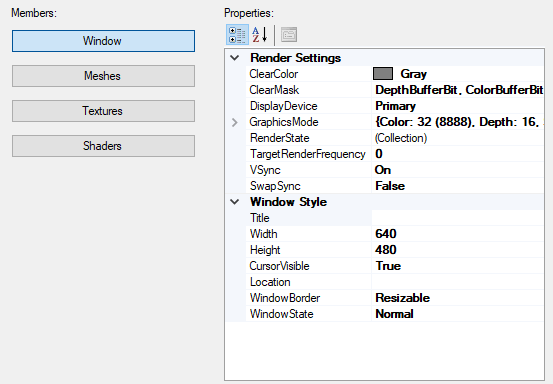 Members:
Window
Meshes
Textures
Shaders
Properties:
Render Settings
ClearColor Gray
ClearMask DepthBufferBit, ColorBufferBit
DisplayDevice Primary
GraphicsMode {Color: 32 (8888), Depth: 16,
RenderState (Collection)
TargetRenderFrequency 0
VSync On
SwapSync False
Window Style
Title
Width 640
Height 480
CursorVisible True
Location
WindowBorder Resizable
WindowState Normal